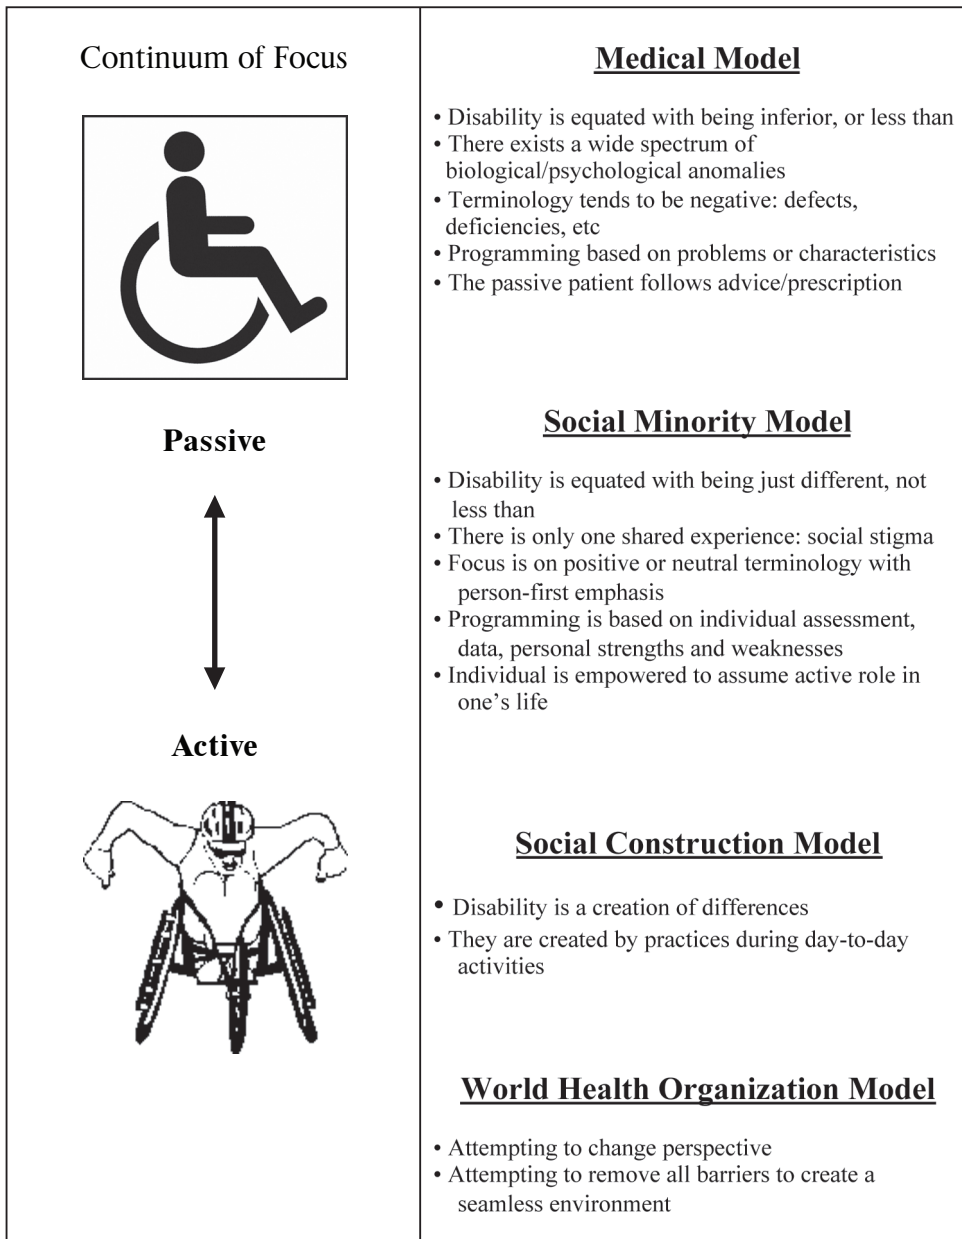 Continuum of Focus
Passive
Active
Medical Model
• Disability is equated with being inferior, or less than
• There exists a wide spectrum of
biological/psychological anomalies
• Terminology tends to be negative: defects,
deficiencies, etc
• Programming based on problems or characteristics
• The passive patient follows advice/prescription
Social Minority Model
• Disability is equated with being just different, not
less than
• There is only one shared experience: social stigma
• Focus is on positive or neutral terminology with
person-first emphasis
• Programming is based on individual assessment,
data, personal strengths and weaknesses
• Individual is empowered to assume active role in
one’s life
Social Construction Model
• Disability is a creation of differences
• They are created by practices during day-to-day
activities
World Health Organization Model
• Attempting to change perspective
• Attempting to remove all barriers to create a
seamless environment